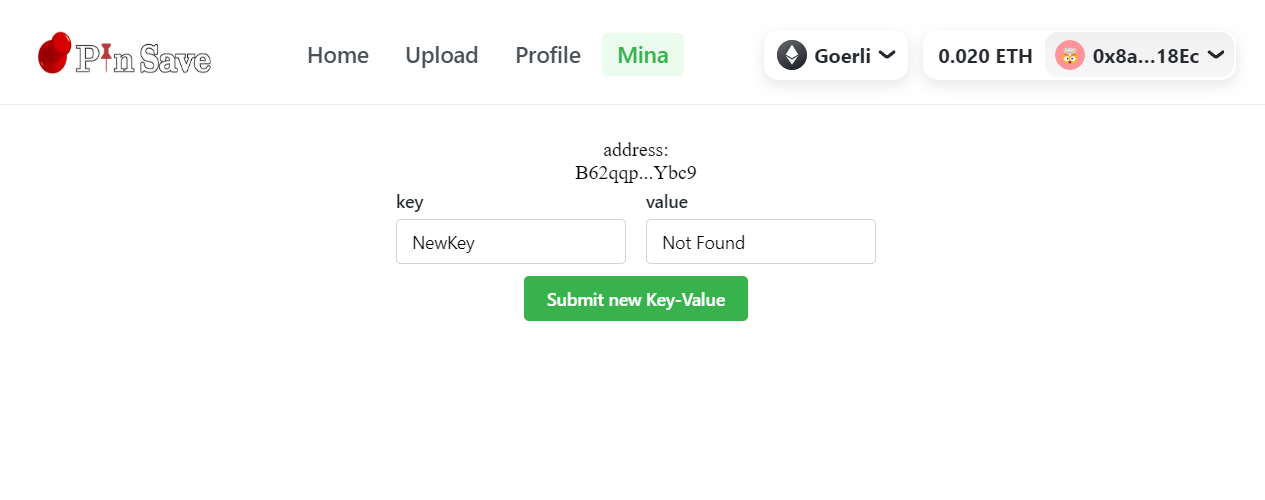 Pin Save
Home Upload Profile Mina
Goerli
0.020 ETH 0x8a...18Ec
address:
B62qqp...Ybc9
key value
NewKey Not Found
Submit new Key-Value